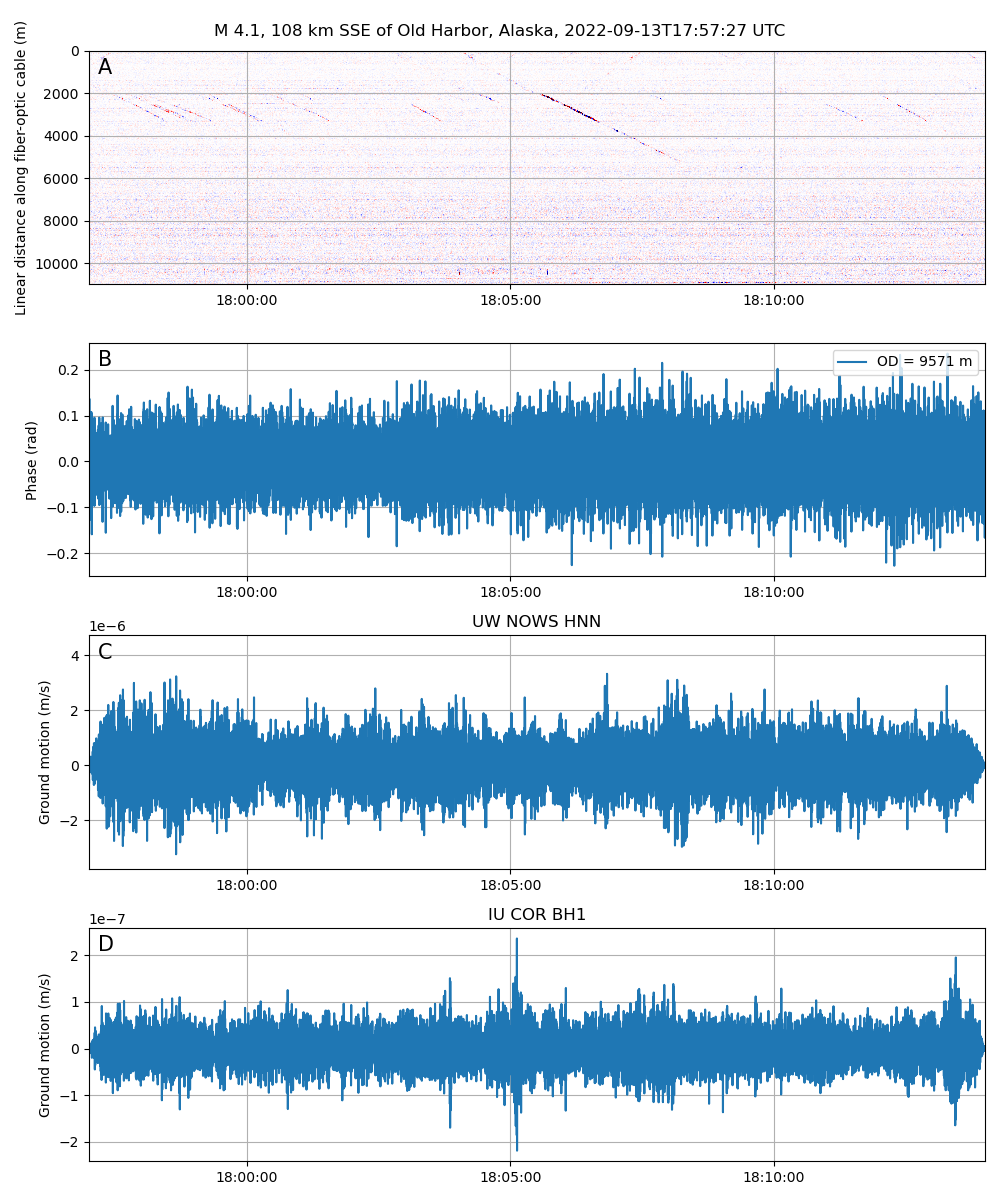 M 4.1, 108 km SSE of Old Harbor, Alaska, 2022-09-13T17:57:27 UTC
Linear distance along fiber-optic cable (m)
A
0
2000
4000
6000
8000
10000
18:00:00 18:05:00 18:10:00
B
OD = 9571 m
Phase (rad)
0.2
0.1
0.0
−0.1
−0.2
18:00:00 18:05:00 18:10:00
UW NOWS HNN
1e−6
C
Ground motion (m/s)
4
2
0
−2
18:00:00 18:05:00 18:10:00
IU COR BH1
1e−7
D
Ground motion (m/s)
2
1
0
−1
−2
18:00:00 18:05:00 18:10:00